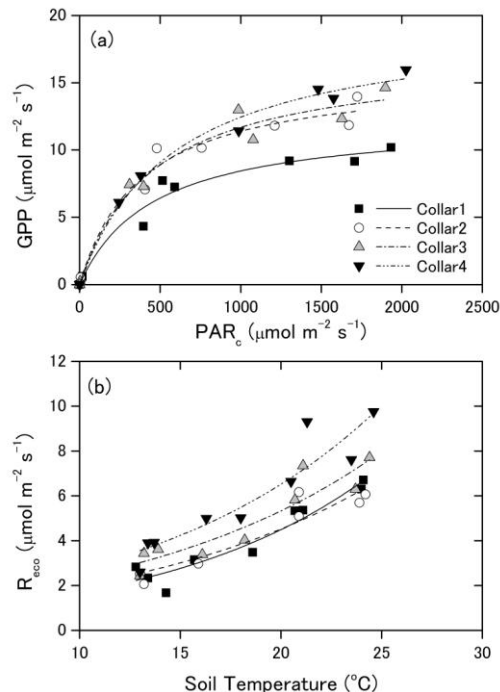 (a)
20
15
10
5
0
GPP (μmol m⁻² s⁻¹)
0 500 1000 1500 2000 2500
PARc (μmol m⁻² s⁻¹)
Collar1
Collar2
Collar3
Collar4
(b)
12
10
8
6
4
2
0
Reco (μmol m⁻² s⁻¹)
10 15 20 25 30
Soil Temperature (°C)